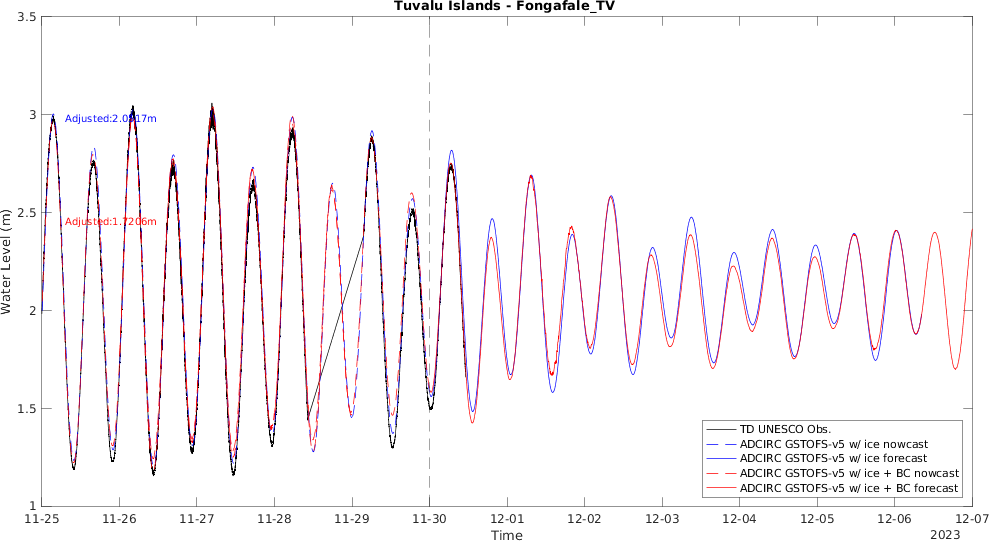 Tuvalu Islands - Fongafale_TV
3.5
3
2.5
2
1.5
1
Water Level (m)
Adjusted:2.0917m
Adjusted:1.7206m
TD UNESCO Obs.
ADCIRC GSTOFS-v5 w/ ice nowcast
ADCIRC GSTOFS-v5 w/ ice forecast
ADCIRC GSTOFS-v5 w/ ice + BC nowcast
ADCIRC GSTOFS-v5 w/ ice + BC forecast
11-25 11-26 11-27 11-28 11-29 11-30 12-01 12-02 12-03 12-04 12-05 12-06 12-07
Time
2023